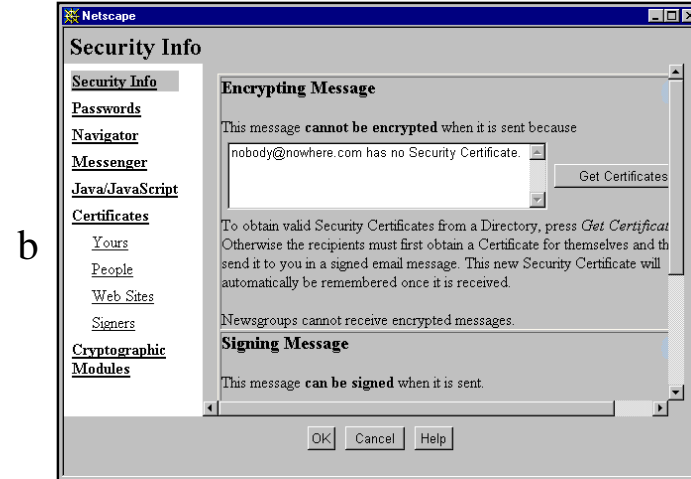 Netscape
Security Info
Security Info
Passwords
Navigator
Messenger
Java/JavaScript
Certificates
Yours
People
Web Sites
Signers
Cryptographic
Modules
Encrypting Message
This message cannot be encrypted when it is sent because
nobody@nowhere.com has no Security Certificate.
Get Certificates
To obtain valid Security Certificates from a Directory, press Get Certificat
Otherwise the recipients must first obtain a Certificate for themselves and th
send it to you in a signed email message. This new Security Certificate will
automatically be remembered once it is received.
Newsgroups cannot receive encrypted messages.
Signing Message
This message can be signed when it is sent.
OK Cancel Help
b